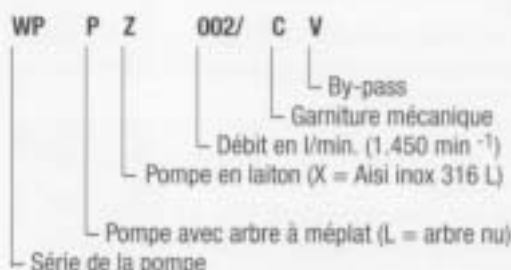 WP P Z 002/ C V
By-pass
Garniture mécanique
Débit en l/min. (1.450 min -1)
Pompe en laiton (X = Aisi inox 316 L)
Pompe avec arbre à méplat (L = arbre nu)
Série de la pompe